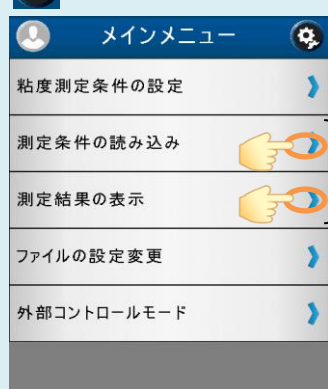 メインメニュー
粘度測定条件の設定
測定条件の読み込み
測定結果の表示
ファイルの設定変更
外部コントロールモード